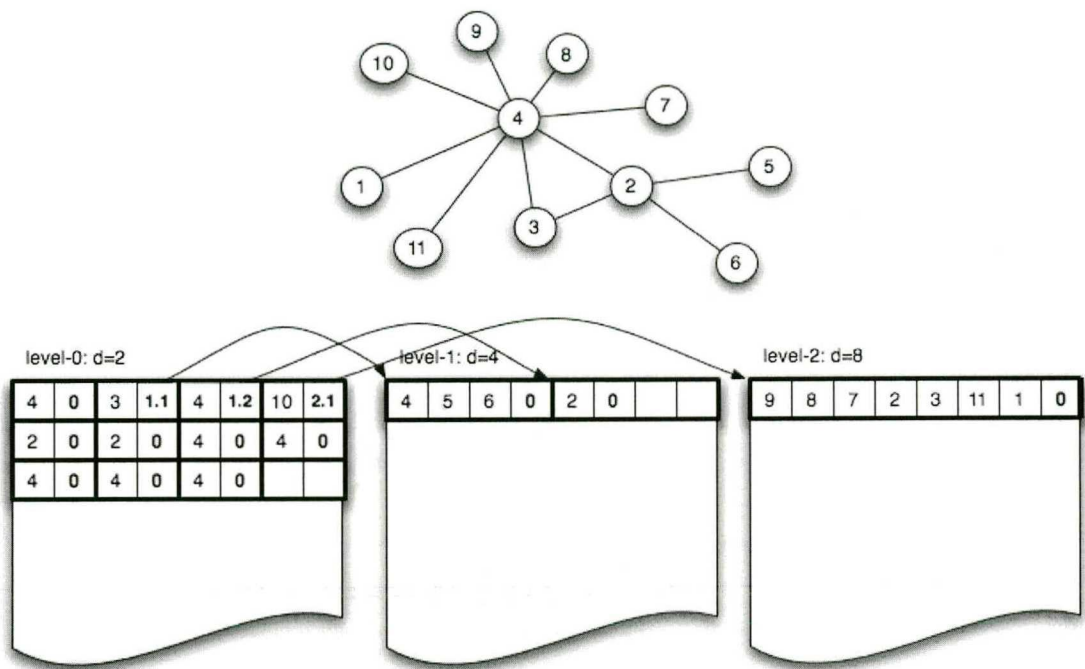 9
8
10
7
4
5
1
2
3
11
6
level-0: d=2
level-1: d=4
level-2: d=8
4 0 3 1.1 4 1.2 10 2.1
2 0 2 0 4 0 4 0
4 0 4 0 4 0
4 5 6 0 2 0
9 8 7 2 3 11 1 0